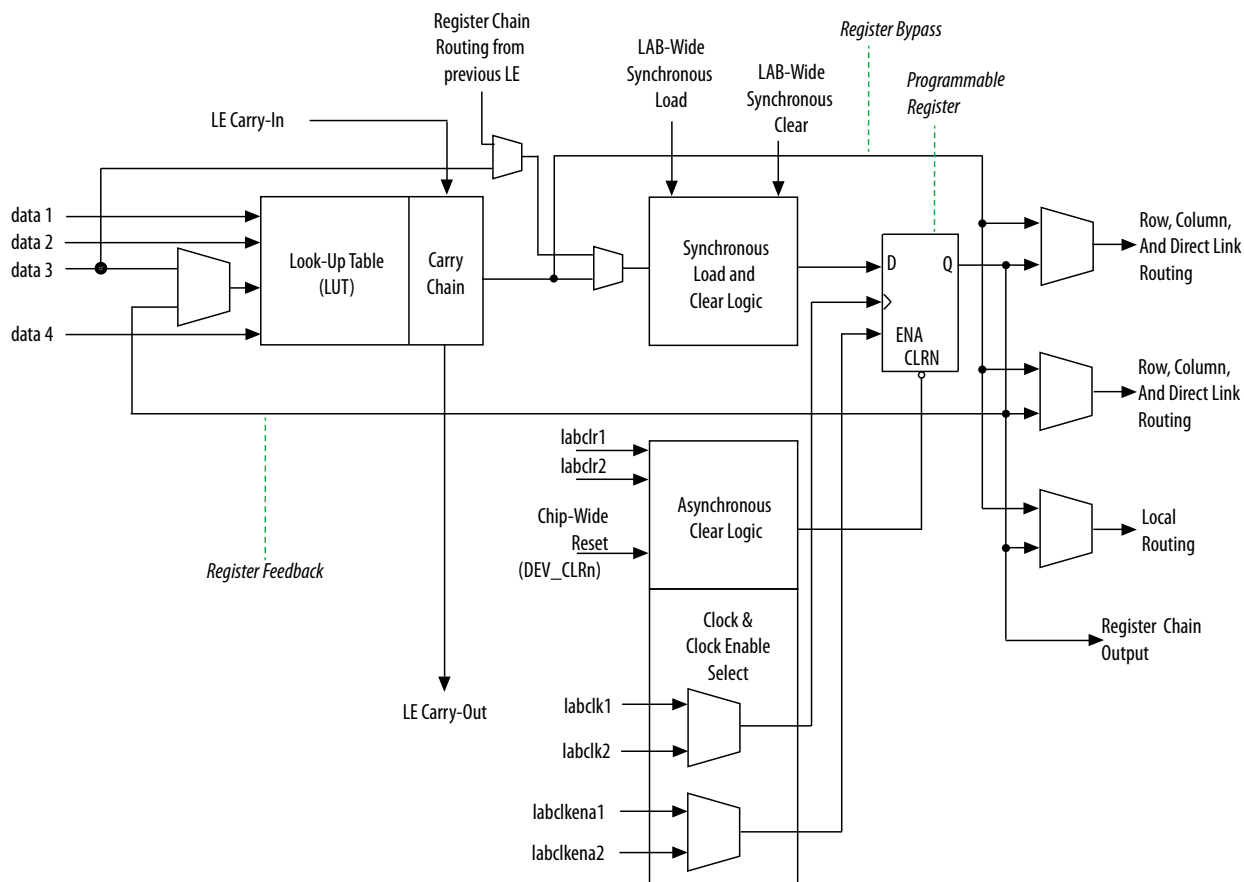 Register Chain
Routing from
previous LE
LAB-Wide
Synchronous
Load
LAB-Wide
Synchronous
Clear
Register Bypass
Programmable
Register
LE Carry-In
data 1
data 2
data 3
data 4
Look-Up Table
(LUT)
Carry
Chain
Synchronous
Load and
Clear Logic
D
Q
ENA
CLRN
Row, Column,
And Direct Link
Routing
Row, Column,
And Direct Link
Routing
Local
Routing
Register Chain
Output
Register Feedback
labclr1
labclr2
Chip-Wide
Reset
(DEV_CLRn)
Asynchronous
Clear Logic
Clock &
Clock Enable
Select
LE Carry-Out
labclk1
labclk2
labclkena1
labclkena2